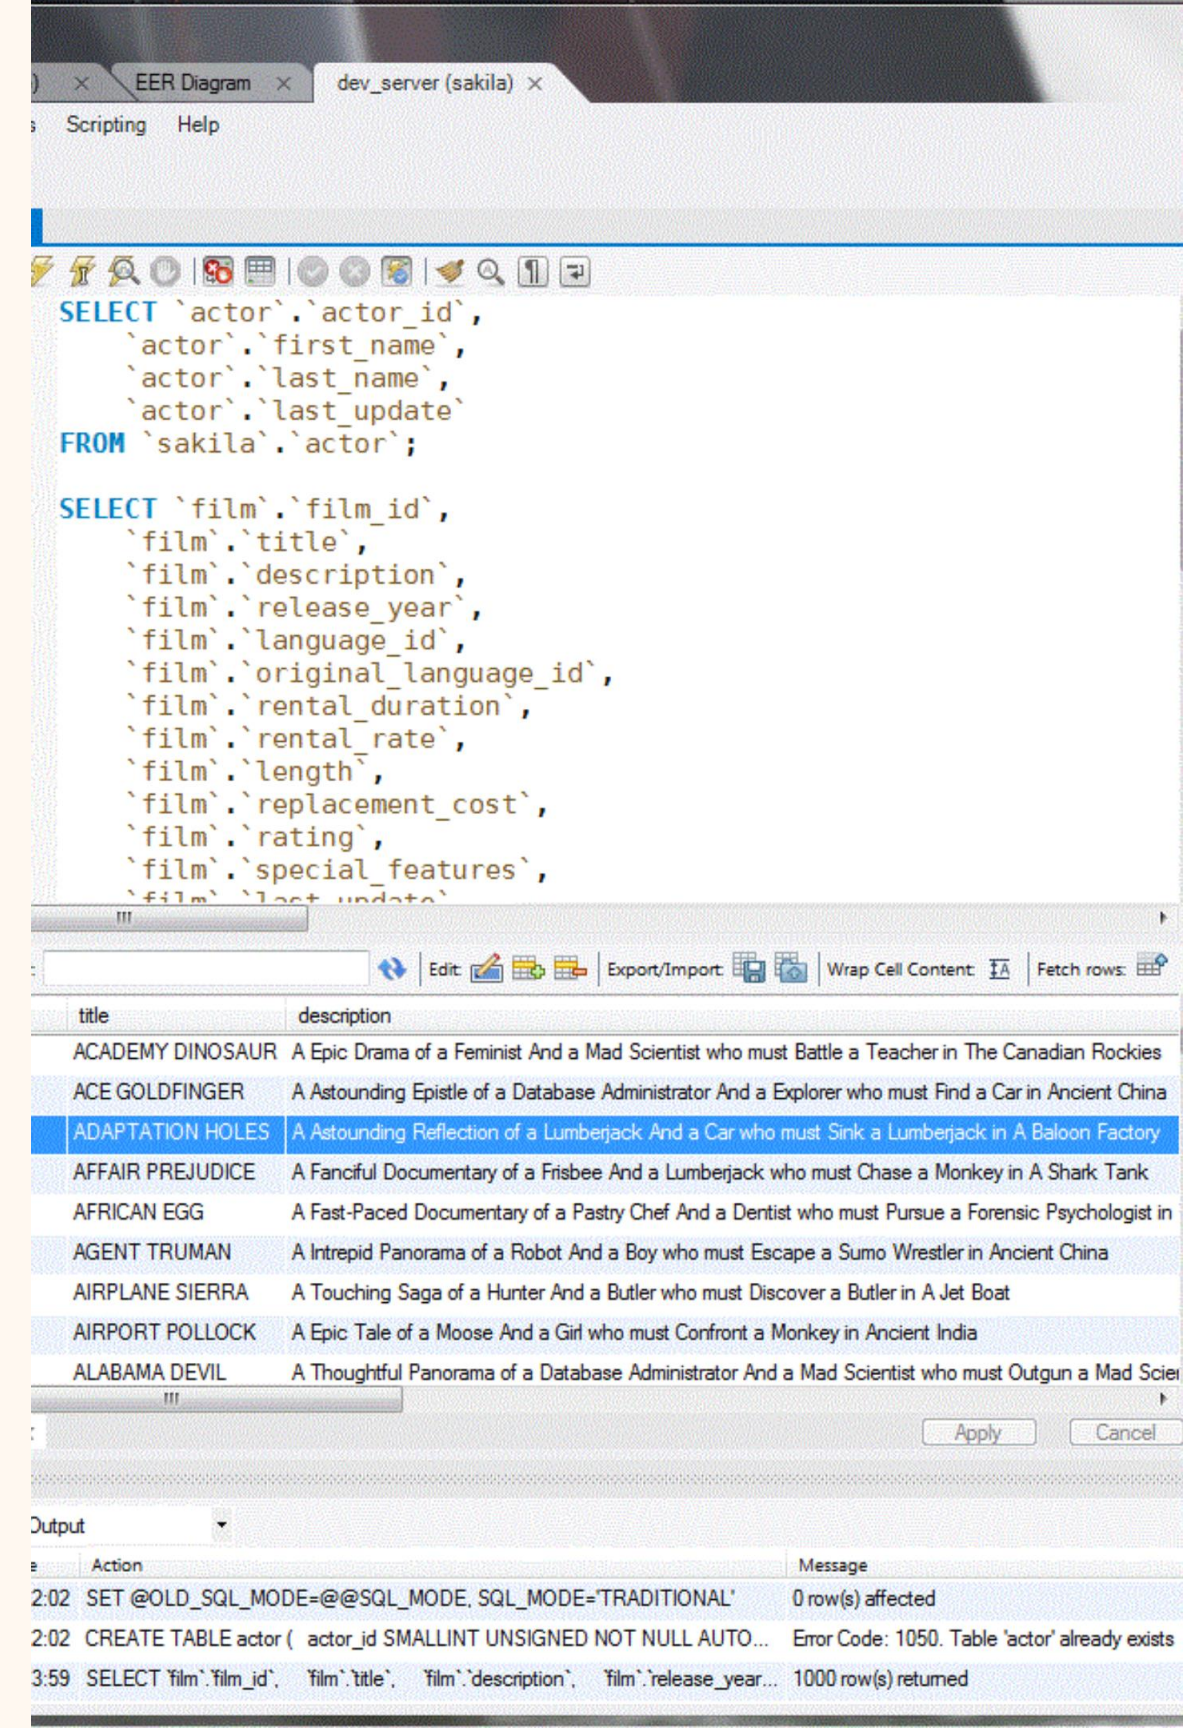 EER Diagram
dev_server (sakila)
Scripting Help
SELECT `actor`.`actor_id`,
`actor`.`first_name`,
`actor`.`last_name`,
`actor`.`last_update`
FROM `sakila`.`actor`;
SELECT `film`.`film_id`,
`film`.`title`,
`film`.`description`,
`film`.`release_year`,
`film`.`language_id`,
`film`.`original_language_id`,
`film`.`rental_duration`,
`film`.`rental_rate`,
`film`.`length`,
`film`.`replacement_cost`,
`film`.`rating`,
`film`.`special_features`,
`film`.`last_update`
Edit: Export/Import: Wrap Cell Content: Fetch rows:
title description
ACADEMY DINOSAUR A Epic Drama of a Feminist And a Mad Scientist who must Battle a Teacher in The Canadian Rockies
ACE GOLDFINGER A Astounding Epistle of a Database Administrator And a Explorer who must Find a Car in Ancient China
ADAPTATION HOLES A Astounding Reflection of a Lumberjack And a Car who must Sink a Lumberjack in A Baloon Factory
AFFAIR PREJUDICE A Fanciful Documentary of a Frisbee And a Lumberjack who must Chase a Monkey in A Shark Tank
AFRICAN EGG A Fast-Paced Documentary of a Pastry Chef And a Dentist who must Pursue a Forensic Psychologist in
AGENT TRUMAN A Intrepid Panorama of a Robot And a Boy who must Escape a Sumo Wrestler in Ancient China
AIRPLANE SIERRA A Touching Saga of a Hunter And a Butler who must Discover a Butler in A Jet Boat
AIRPORT POLLOCK A Epic Tale of a Moose And a Girl who must Confront a Monkey in Ancient India
ALABAMA DEVIL A Thoughtful Panorama of a Database Administrator And a Mad Scientist who must Outgun a Mad Scier
Apply Cancel
Output
Action Message
2:02 SET @OLD_SQL_MODE=@@SQL_MODE, SQL_MODE='TRADITIONAL' 0 row(s) affected
2:02 CREATE TABLE actor ( actor_id SMALLINT UNSIGNED NOT NULL AUTO... Error Code: 1050. Table 'actor' already exists
3:59 SELECT `film`.`film_id`, `film`.`title`, `film`.`description`, `film`.`release_year... 1000 row(s) returned